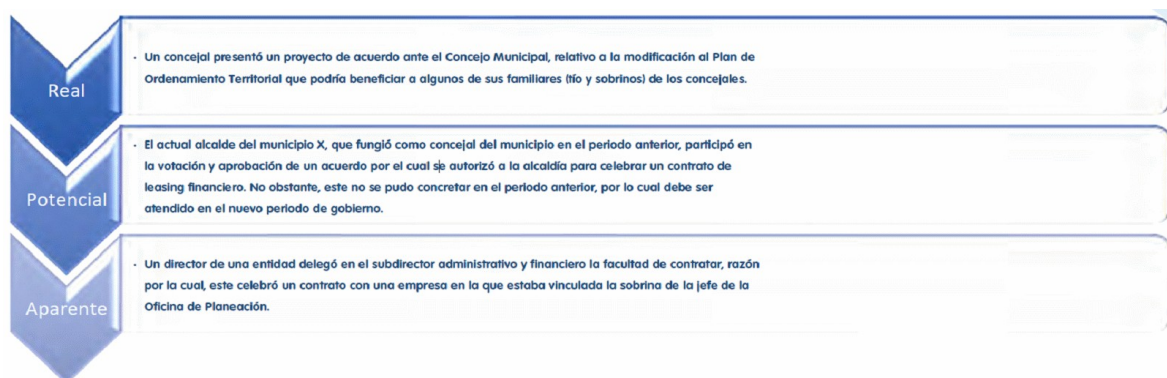 Real
· Un concejal presentó un proyecto de acuerdo ante el Concejo Municipal, relativo a la modificación al Plan de
Ordenamiento Territorial que podría beneficiar a algunos de sus familiares (tío y sobrinos) de los concejales.
Potencial
· El actual alcalde del municipio X, que fungió como concejal del municipio en el periodo anterior, participó en
la votación y aprobación de un acuerdo por el cual se autorizó a la alcaldía para celebrar un contrato de
leasing financiero. No obstante, este no se pudo concretar en el periodo anterior, por lo cual debe ser
atendido en el nuevo periodo de gobierno.
Aparente
· Un director de una entidad delegó en el subdirector administrativo y financiero la facultad de contratar, razón
por la cual, este celebró un contrato con una empresa en la que estaba vinculada la sobrina de la jefe de la
Oficina de Planeación.